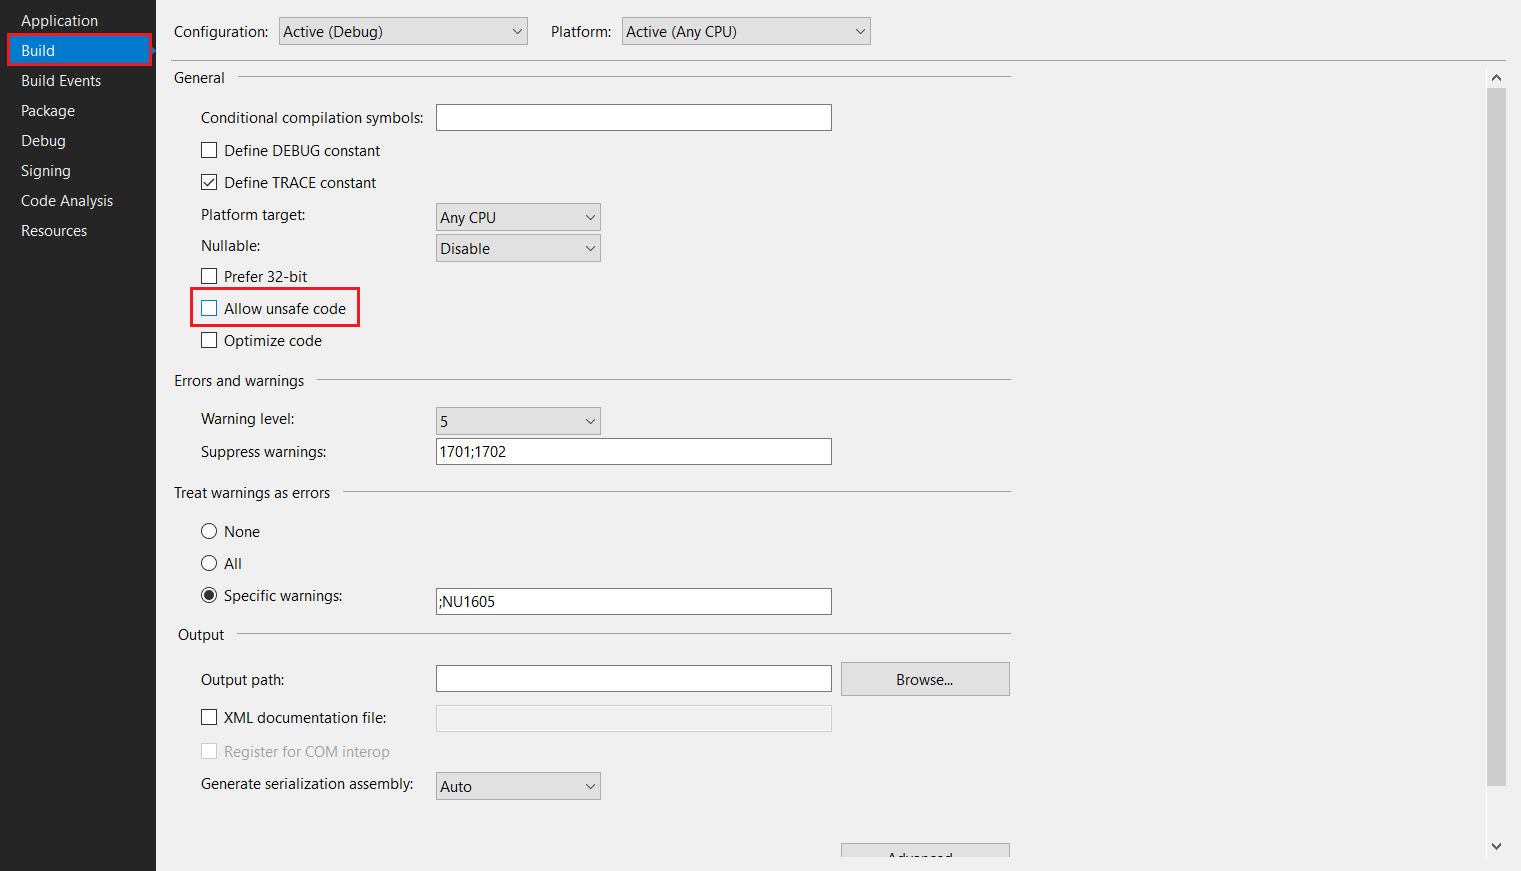 Application
Build
Build Events
Package
Debug
Signing
Code Analysis
Resources
Configuration: Active (Debug) Platform: Active (Any CPU)
General
Conditional compilation symbols:
Define DEBUG constant
Define TRACE constant
Platform target: Any CPU
Nullable: Disable
Prefer 32-bit
Allow unsafe code
Optimize code
Errors and warnings
Warning level: 5
Suppress warnings: 1701;1702
Treat warnings as errors
None
All
Specific warnings: ;NU1605
Output
Output path: Browse...
XML documentation file:
Register for COM interop
Generate serialization assembly: Auto
Advanced...